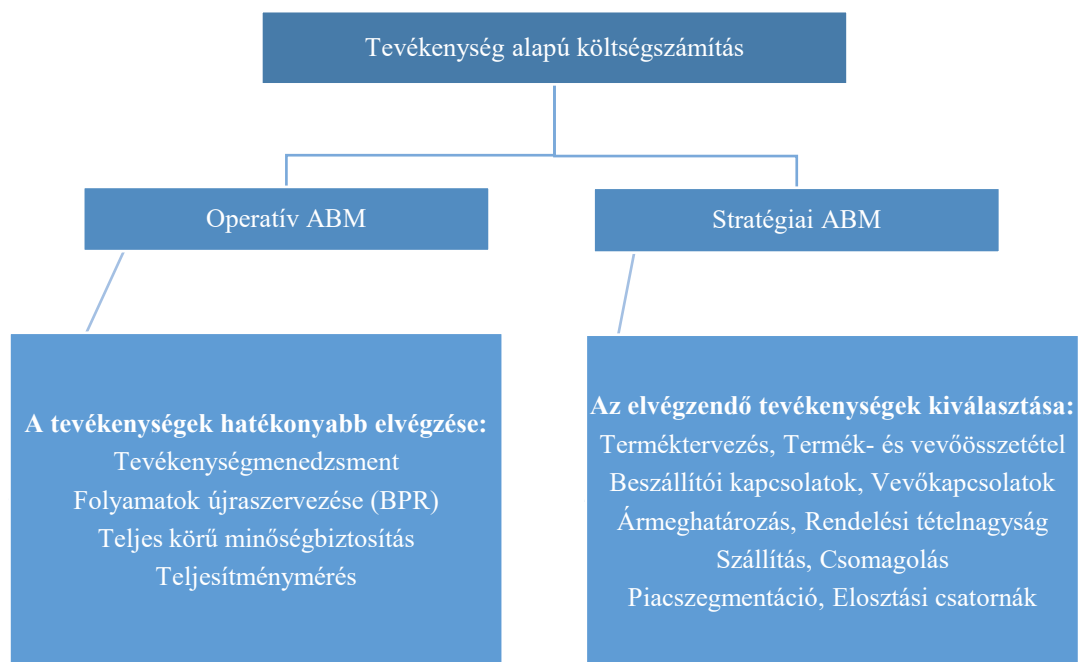 Tevékenység alapú költségszámítás
Operatív ABM
Stratégiai ABM
A tevékenységek hatékonyabb elvégzése:
Tevékenységmenedzsment
Folyamatok újraszervezése (BPR)
Teljes körű minőségbiztosítás
Teljesítménymérés
Az elvégzendő tevékenységek kiválasztása:
Terméktervezés, Termék- és vevőösszetétel
Beszállítói kapcsolatok, Vevőkapcsolatok
Ármeghatározás, Rendelési tételnagyság
Szállítás, Csomagolás
Piacszegmentáció, Elosztási csatornák